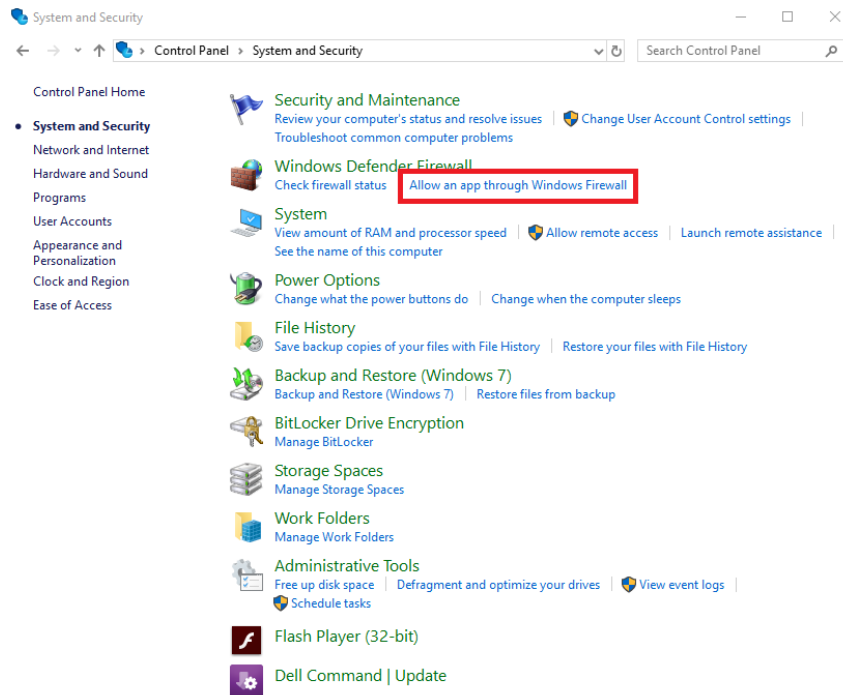 System and Security
Control Panel > System and Security
Search Control Panel
Control Panel Home
System and Security
Network and Internet
Hardware and Sound
Programs
User Accounts
Appearance and
Personalization
Clock and Region
Ease of Access
Security and Maintenance
Review your computer's status and resolve issues
Change User Account Control settings
Troubleshoot common computer problems
Windows Defender Firewall
Check firewall status
Allow an app through Windows Firewall
System
View amount of RAM and processor speed
Allow remote access
Launch remote assistance
See the name of this computer
Power Options
Change what the power buttons do
Change when the computer sleeps
File History
Save backup copies of your files with File History
Restore your files with File History
Backup and Restore (Windows 7)
Backup and Restore (Windows 7)
Restore files from backup
BitLocker Drive Encryption
Manage BitLocker
Storage Spaces
Manage Storage Spaces
Work Folders
Manage Work Folders
Administrative Tools
Free up disk space
Defragment and optimize your drives
View event logs
Schedule tasks
Flash Player (32-bit)
Dell Command | Update